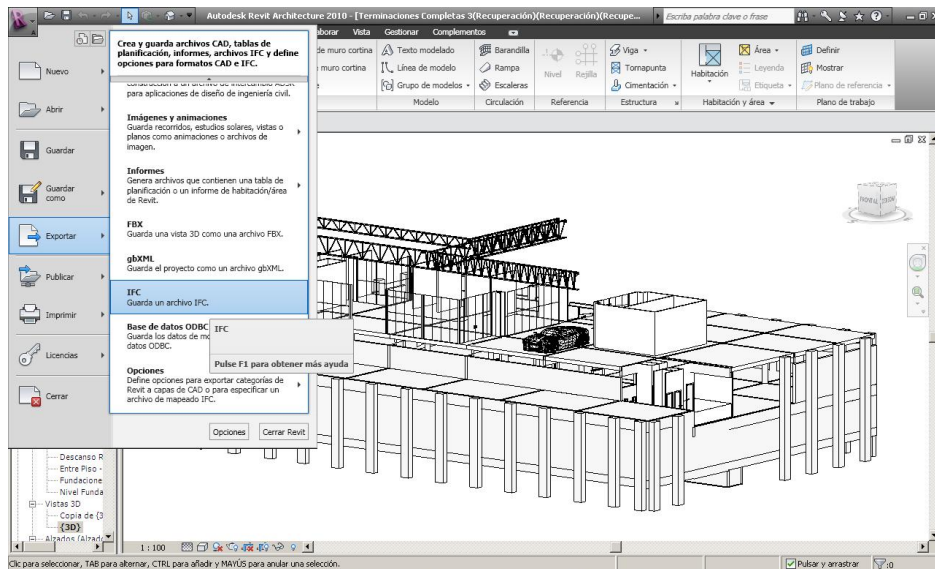 Autodesk Revit Architecture 2010 - [Terminaciones Completas 3(Recuperación)(Recuperación)(Recupe...
Escriba palabra clave o frase
Crea y guarda archivos CAD, tablas de
planificación, informes, archivos IFC y define
opciones para formatos CAD e IFC.
Nuevo
Abrir
Guardar
Guardar
como
Exportar
Publicar
Imprimir
Licencias
Cerrar
para aplicaciones de diseño de ingeniería civil.
Imágenes y animaciones
Guarda recorridos, estudios solares, vistas o
planos como animaciones o archivos de
imagen.
Informes
Genera archivos que contienen una tabla de
planificación o un informe de habitación/área
de Revit.
FBX
Guarda una vista 3D como una archivo FBX.
gbXML
Guarda el proyecto como un archivo gbXML.
IFC
Guarda un archivo IFC.
Base de datos ODBC
Guarda los datos de mo
datos ODBC.
IFC
Pulse F1 para obtener más ayuda
Opciones
Define opciones para exportar categorías de
Revit a capas de CAD o para especificar un
archivo de mapeado IFC.
Opciones
Cerrar Revit
aborar
Vista
Gestionar
Complementos
de muro cortina
muro cortina
Texto modelado
Línea de modelo
Grupo de modelos
Modelo
Barandilla
Rampa
Escaleras
Circulación
Nivel
Rejilla
Referencia
Viga
Tornapunta
Cimentación
Estructura
Habitación
Área
Leyenda
Etiqueta
Habitación y área
Definir
Mostrar
Plano de referencia
Plano de trabajo
Descanso R
Entre Piso -
Fundacione
Nivel Funda
Vistas 3D
Copia de {3
{3D}
Alzados (Alzado
1 : 100
Clic para seleccionar, TAB para alternar, CTRL para añadir y MAYÚS para anular una selección.
Pulsar y arrastrar
:0